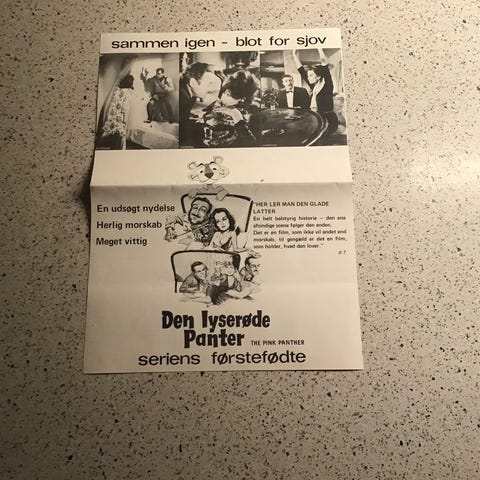 sammen igen - blot for sjov
En udsøgt nydelse
Herlig morskab
Meget vittig
"HER LER MAN DEN GLADE
LATTER
En helt balstyrig historie — den ene
afsindige scene følger den anden.
Det er en film, som ikke vil andet end
morskab, til gengæld er det en film,
som holder, hvad den lover."
B.T.
Den lyserøde
Panter THE PINK PANTHER
seriens førstefødte